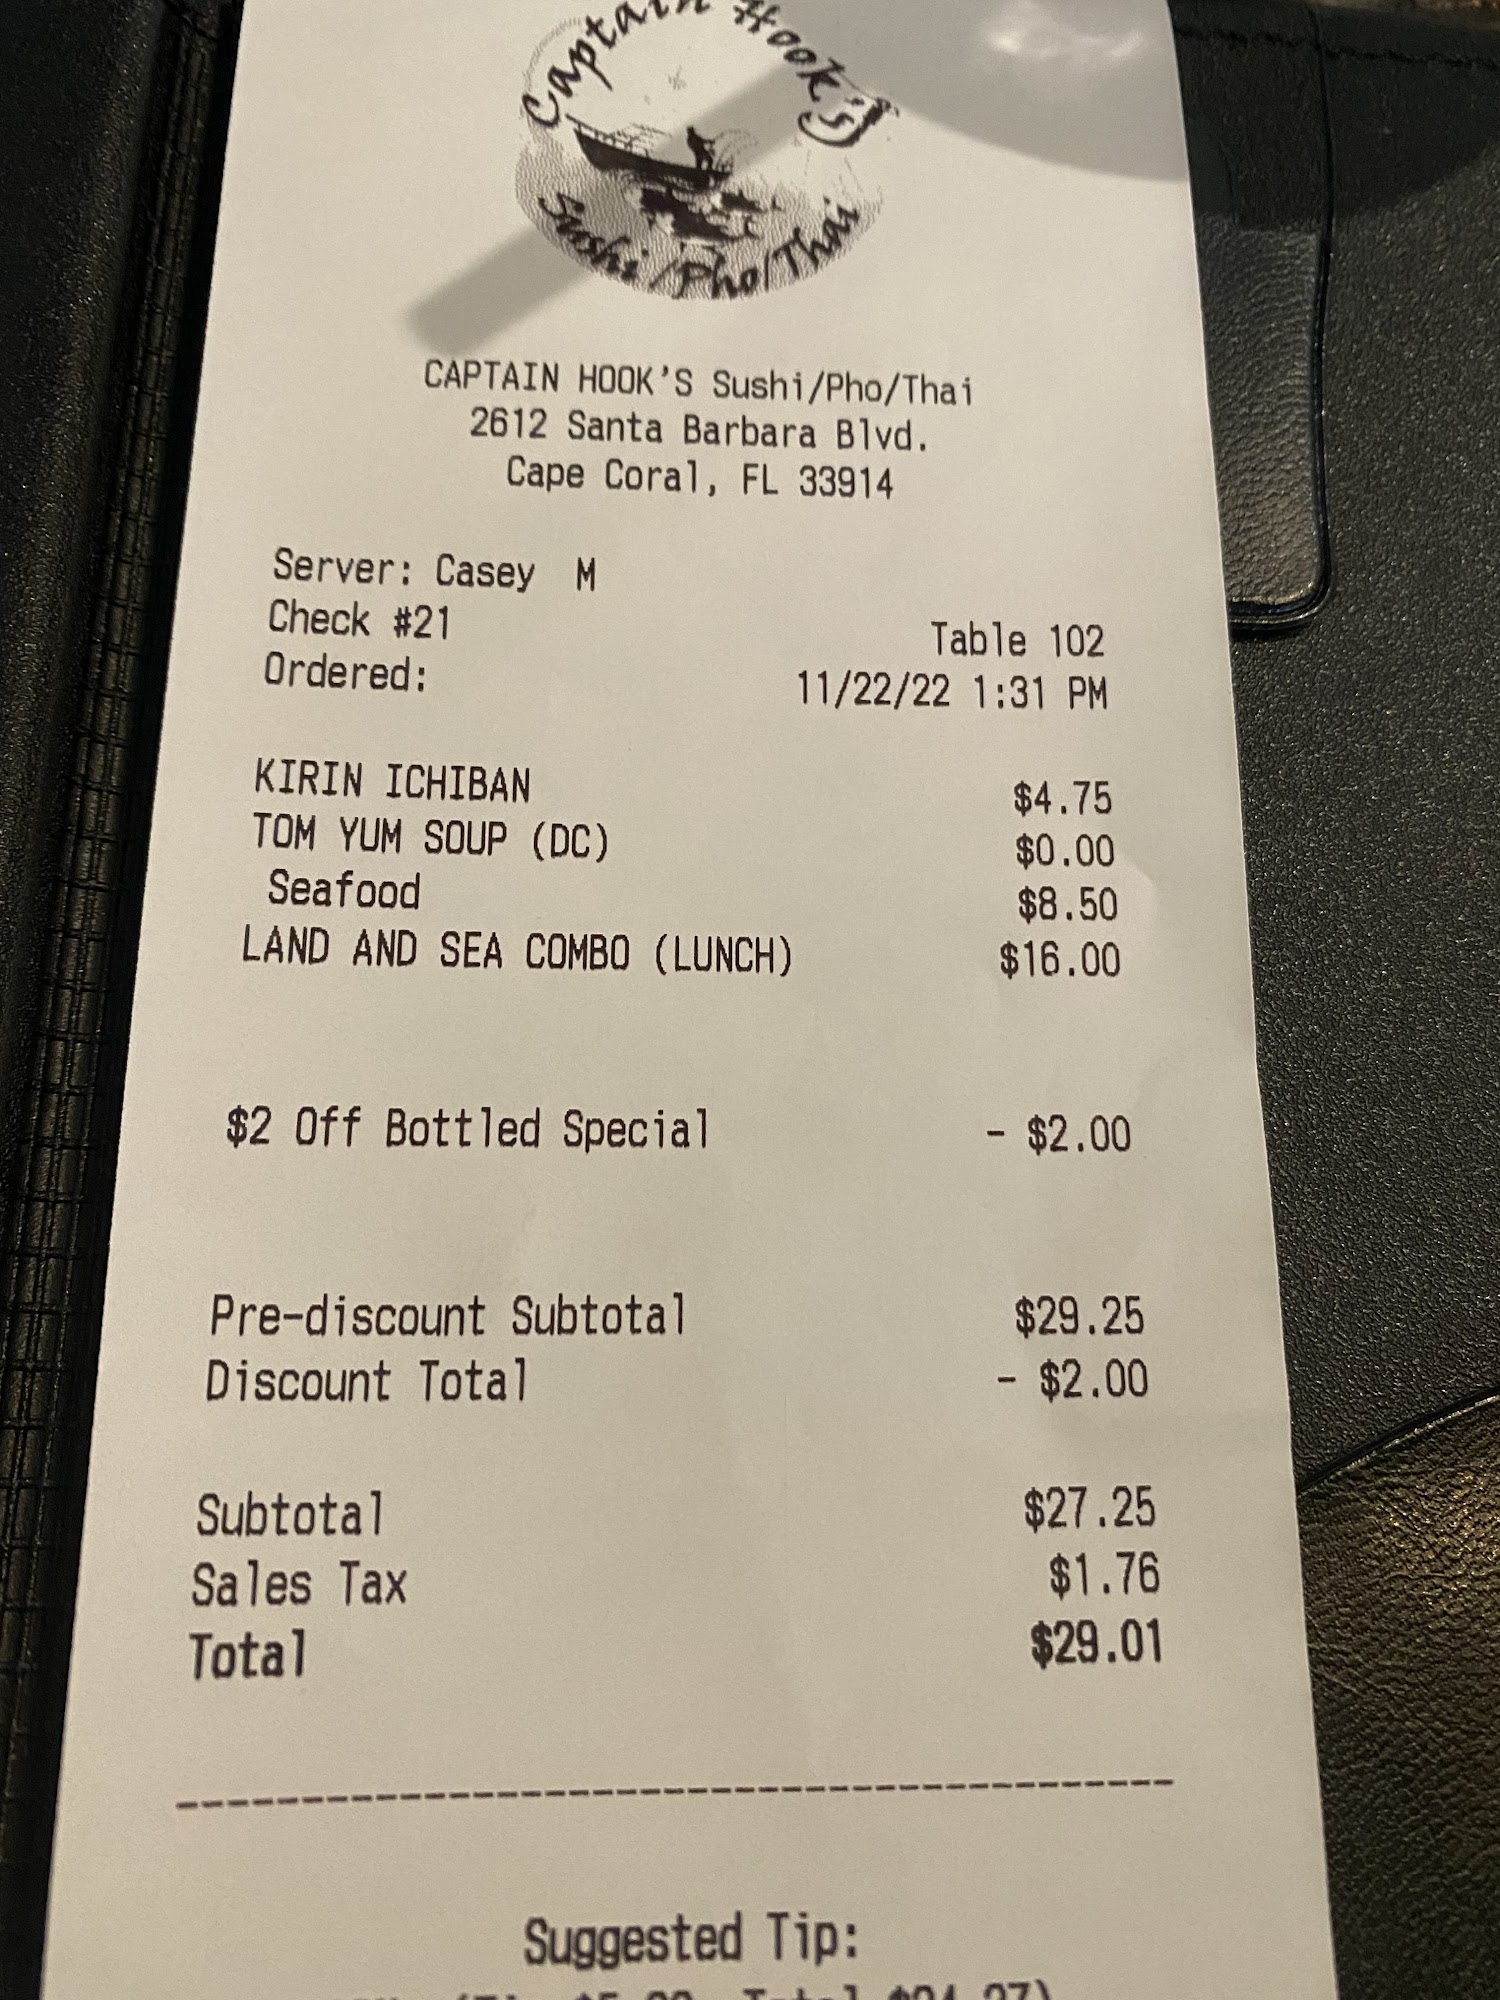 Captain Hook's
Sushi/Pho/Thai
CAPTAIN HOOK'S Sushi/Pho/Thai
2612 Santa Barbara Blvd.
Cape Coral, FL 33914
Server: Casey M
Check #21
Table 102
Ordered: 11/22/22 1:31 PM
KIRIN ICHIBAN $4.75
TOM YUM SOUP (DC) $0.00
Seafood $8.50
LAND AND SEA COMBO (LUNCH) $16.00
$2 Off Bottled Special - $2.00
Pre-discount Subtotal $29.25
Discount Total - $2.00
Subtotal $27.25
Sales Tax $1.76
Total $29.01
Suggested Tip: